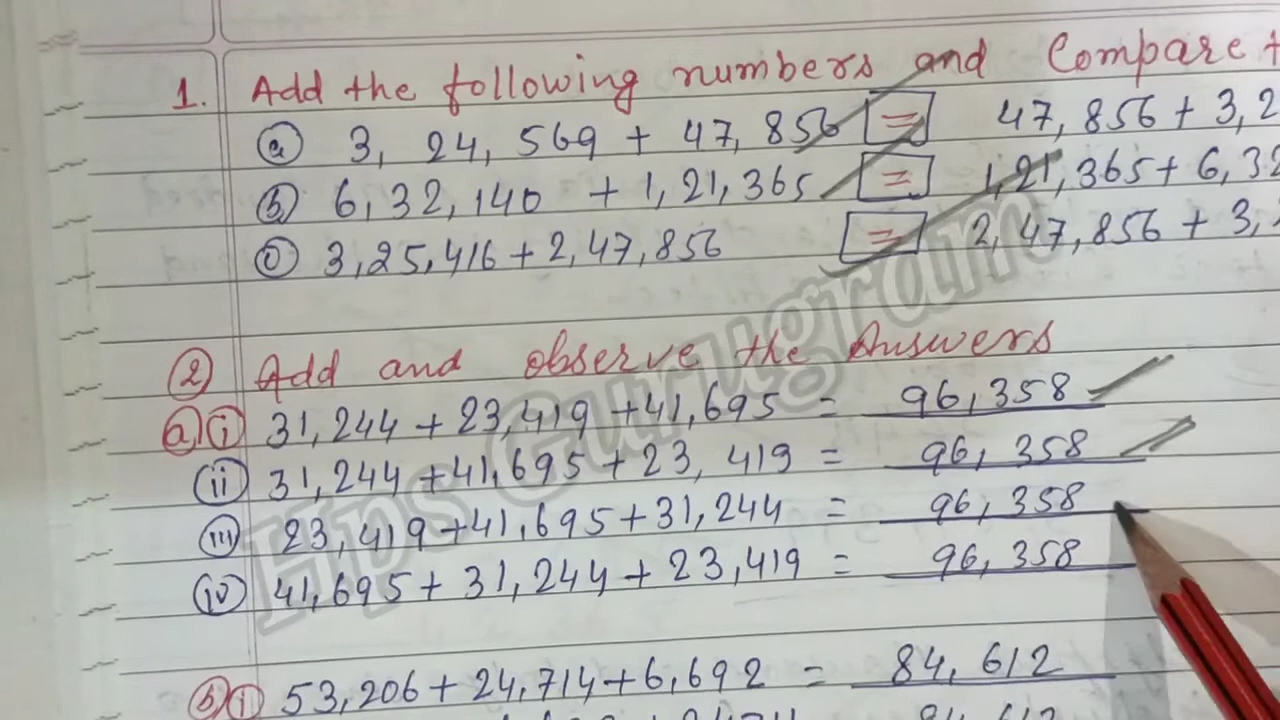 1. Add the following numbers and Compare t
(a) 3, 24, 569 + 47, 856 = 47, 856 + 3, 2
(b) 6, 32, 140 + 1, 21, 365 = 1, 21, 365 + 6, 32
(c) 3, 25, 416 + 2, 47, 856 = 2, 47, 856 + 3,
(2) Add and observe the Answers
a) (i) 31,244 + 23,419 + 41,695 = 96,358
(ii) 31,244 + 41,695 + 23,419 = 96,358
(iii) 23,419 + 41,695 + 31,244 = 96,358
(iv) 41,695 + 31,244 + 23,419 = 96,358
(b) (i) 53,206 + 24,714 + 6,692 = 84,612
Hps Gurugram